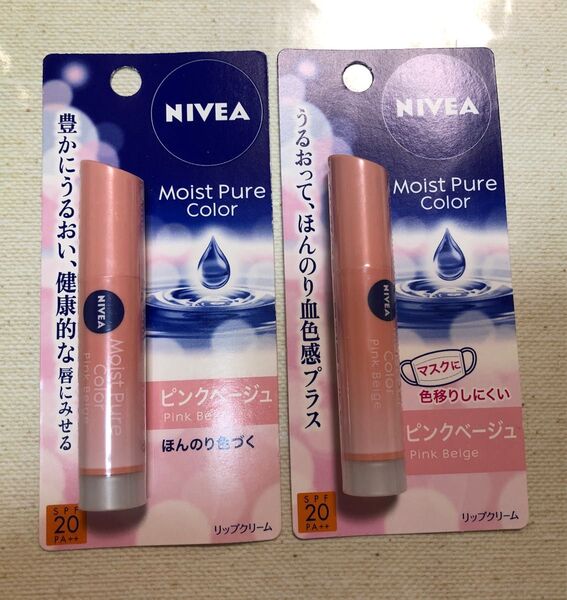 NIVEA
Moist Pure
Color
豊かにうるおい、健康的な唇にみせる
NIVEA
Moist Pure
Color
Pink Beige
ピンクベージュ
Pink Beige
ほんのり色づく
SPF
20
PA++
リップクリーム
NIVEA
Moist Pure
Color
うるおって、ほんのり血色感プラス
NIVEA
Color
Pink Beige
マスクに
色移りしにくい
ピンクベージュ
Pink Beige
SPF
20
PA++
リップクリーム